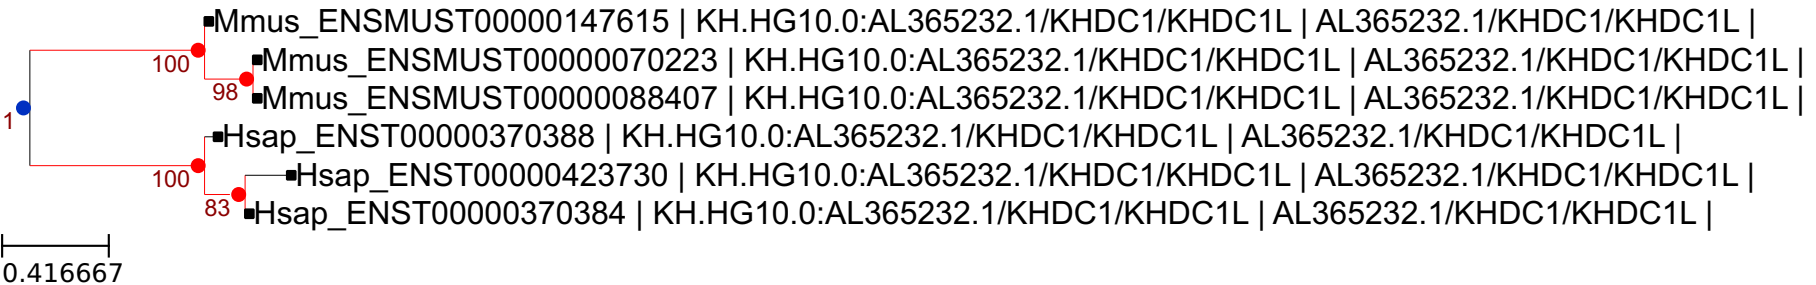 Mmus_ENSMUST00000147615 | KH.HG10.0:AL365232.1/KHDC1/KHDC1L | AL365232.1/KHDC1/KHDC1L |
100
Mmus_ENSMUST00000070223 | KH.HG10.0:AL365232.1/KHDC1/KHDC1L | AL365232.1/KHDC1/KHDC1L |
98
Mmus_ENSMUST00000088407 | KH.HG10.0:AL365232.1/KHDC1/KHDC1L | AL365232.1/KHDC1/KHDC1L |
1
Hsap_ENST00000370388 | KH.HG10.0:AL365232.1/KHDC1/KHDC1L | AL365232.1/KHDC1/KHDC1L |
100
Hsap_ENST00000423730 | KH.HG10.0:AL365232.1/KHDC1/KHDC1L | AL365232.1/KHDC1/KHDC1L |
83
Hsap_ENST00000370384 | KH.HG10.0:AL365232.1/KHDC1/KHDC1L | AL365232.1/KHDC1/KHDC1L |
0.416667